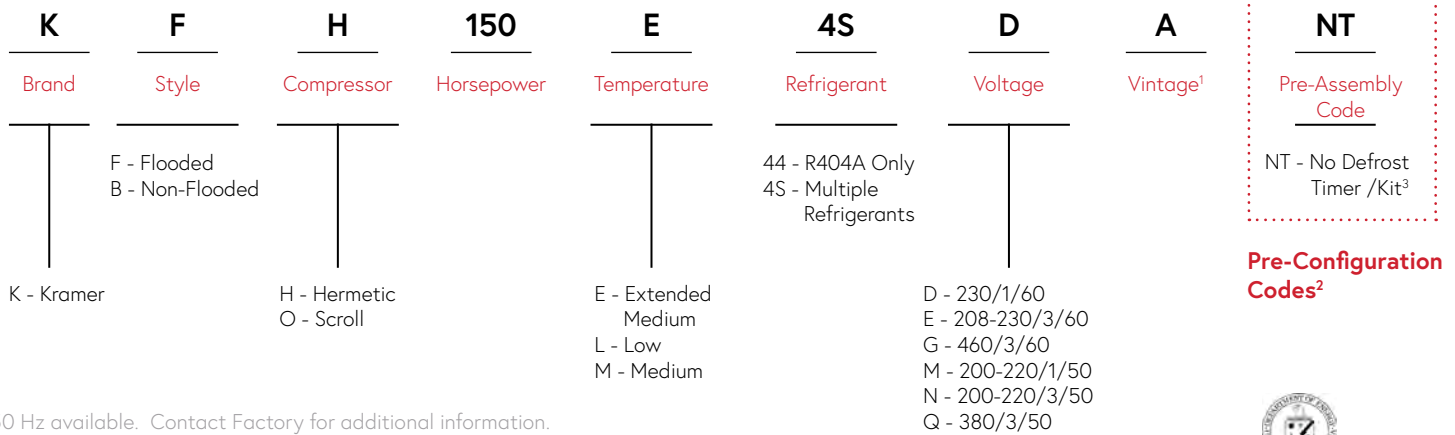 K F H 150 E 4S D A NT
Brand Style Compressor Horsepower Temperature Refrigerant Voltage Vintage¹ Pre-Assembly
Code
F - Flooded
B - Non-Flooded
44 - R404A Only
4S - Multiple
Refrigerants
NT - No Defrost
Timer /Kit³
Pre-Configuration
Codes²
K - Kramer
H - Hermetic
O - Scroll
E - Extended
Medium
L - Low
M - Medium
D - 230/1/60
E - 208-230/3/60
G - 460/3/60
M - 200-220/1/50
N - 200-220/3/50
Q - 380/3/50
0 Hz available. Contact Factory for additional information.